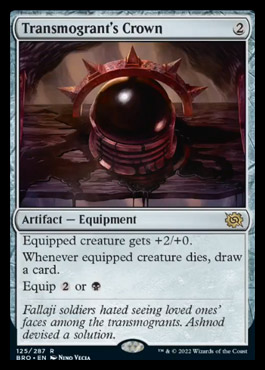 Transmogrant's Crown 2
Artifact — Equipment
Equipped creature gets +2/+0.
Whenever equipped creature dies, draw
a card.
Equip 2 or
Fallaji soldiers hated seeing loved ones'
faces among the transmogrants. Ashnod
devised a solution.
125/287 R
BRO • EN Néno Vecia ™ & © 2022 Wizards of the Coast